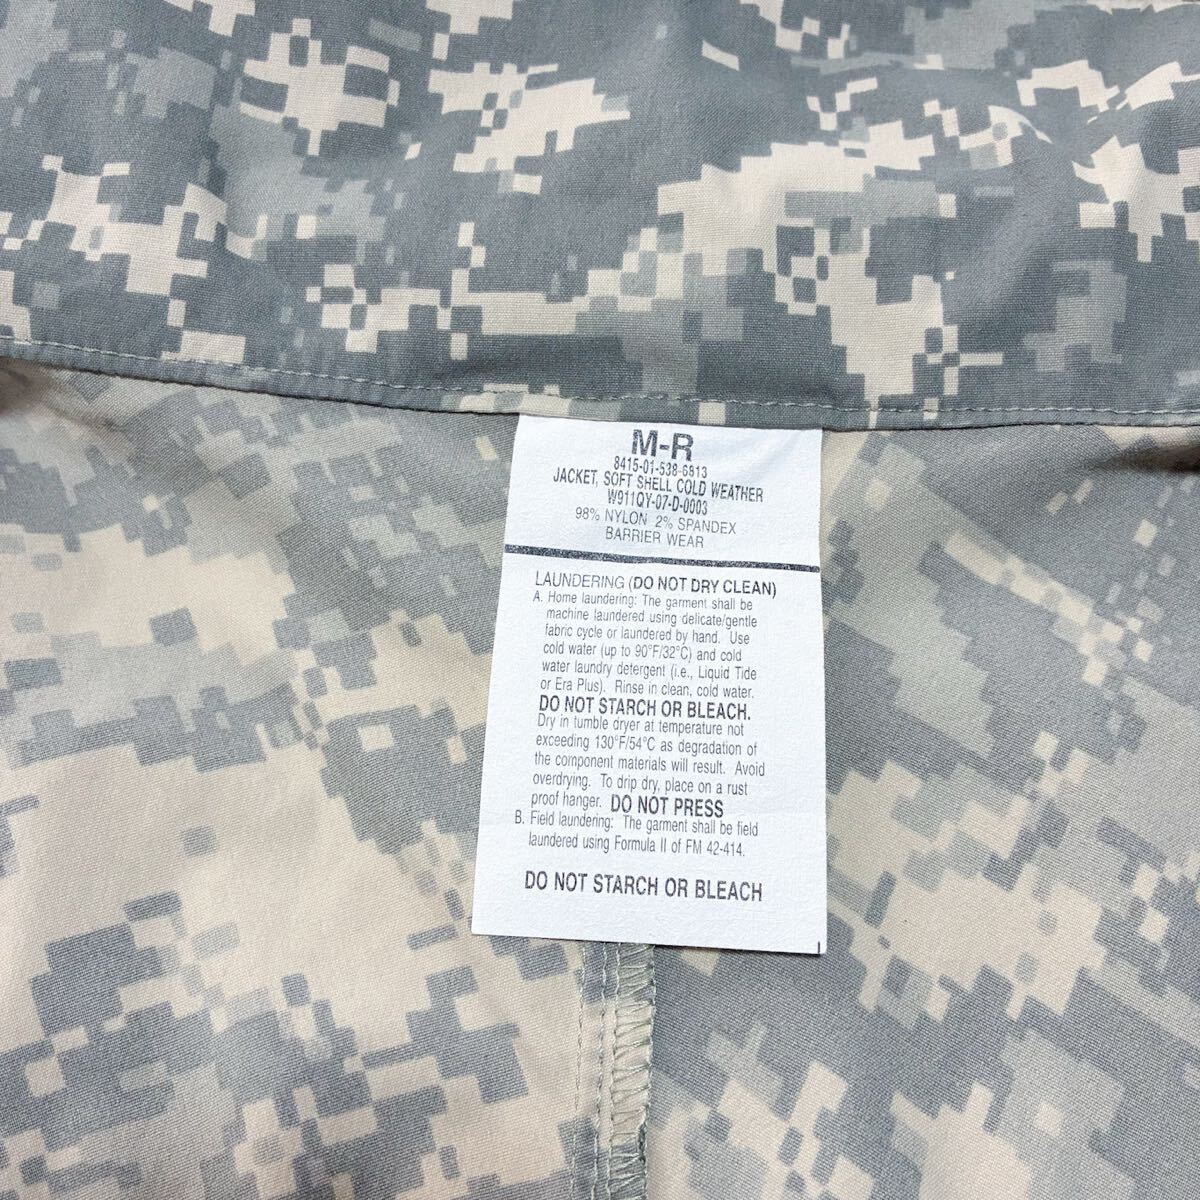 M-R
8415-01-538-6813
JACKET, SOFT SHELL COLD WEATHER
W911QY-07-D-0003
98% NYLON 2% SPANDEX
BARRIER WEAR
LAUNDERING (DO NOT DRY CLEAN)
A. Home laundering: The garment shall be
machine laundered using delicate/gentle
fabric cycle or laundered by hand. Use
cold water (up to 90°F/32°C) and cold
water laundry detergent (i.e., Liquid Tide
or Era Plus). Rinse in clean, cold water.
DO NOT STARCH OR BLEACH.
Dry in tumble dryer at temperature not
exceeding 130°F/54°C as degradation of
the component materials will result. Avoid
overdrying. To drip dry, place on a rust
proof hanger. DO NOT PRESS
B. Field laundering: The garment shall be field
laundered using Formula II of FM 42-414.
DO NOT STARCH OR BLEACH